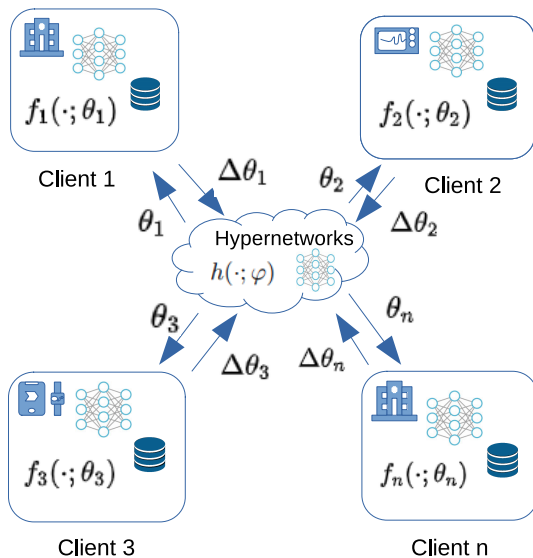 f₁(·; θ₁)
Client 1
f₂(·; θ₂)
Client 2
Δθ₁
θ₁
θ₂
Δθ₂
Hypernetworks
h(·; φ)
θ₃
Δθ₃
θₙ
Δθₙ
f₃(·; θ₃)
Client 3
fₙ(·; θₙ)
Client n